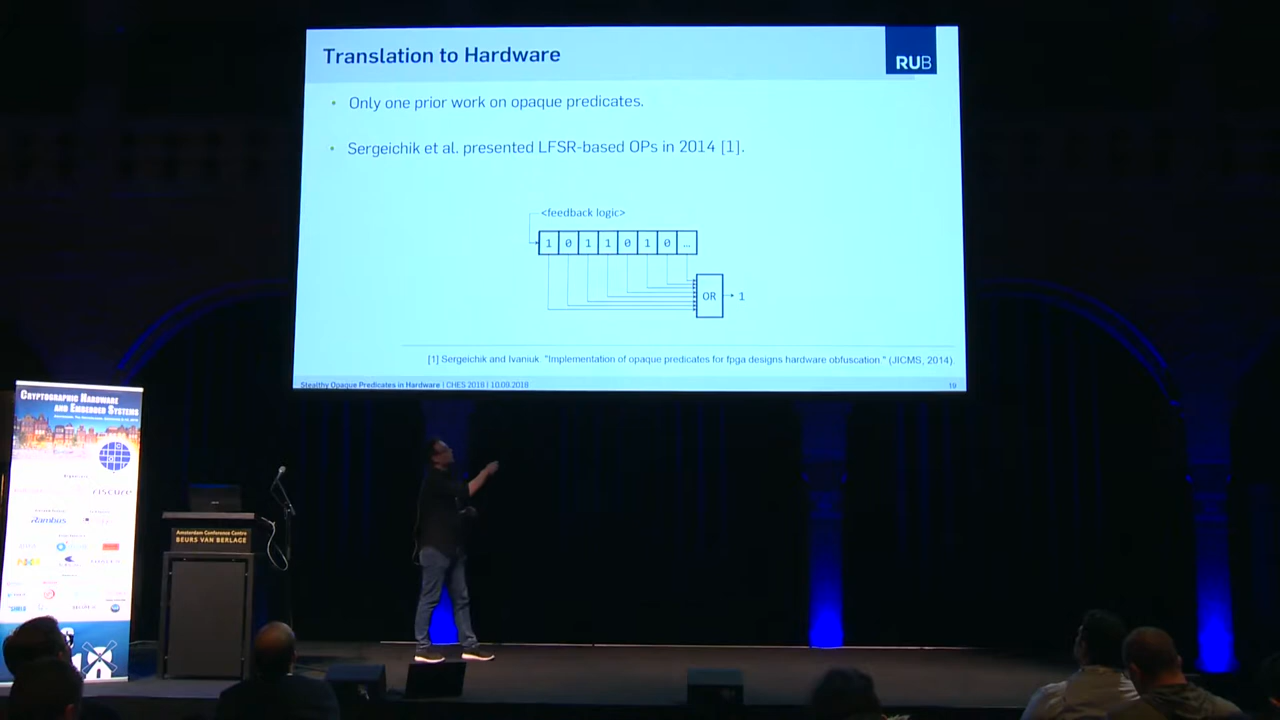 Translation to Hardware
RUB
• Only one prior work on opaque predicates.
• Sergeichik et al. presented LFSR-based OPs in 2014 [1].
<feedback logic>
1 0 1 1 0 1 0 ...
OR 1
[1] Sergeichik and Ivaniuk. "Implementation of opaque predicates for fpga designs hardware obfuscation " (JICMS, 2014).
Stealthy Opaque Predicates in Hardware | CHES 2018 | 10.09.2018
19
CRYPTOGRAPHIC HARDWARE
AND EMBEDDED SYSTEMS
riscure
Rambus
Amsterdam Conference Centre
BEURS VAN BERLAGE